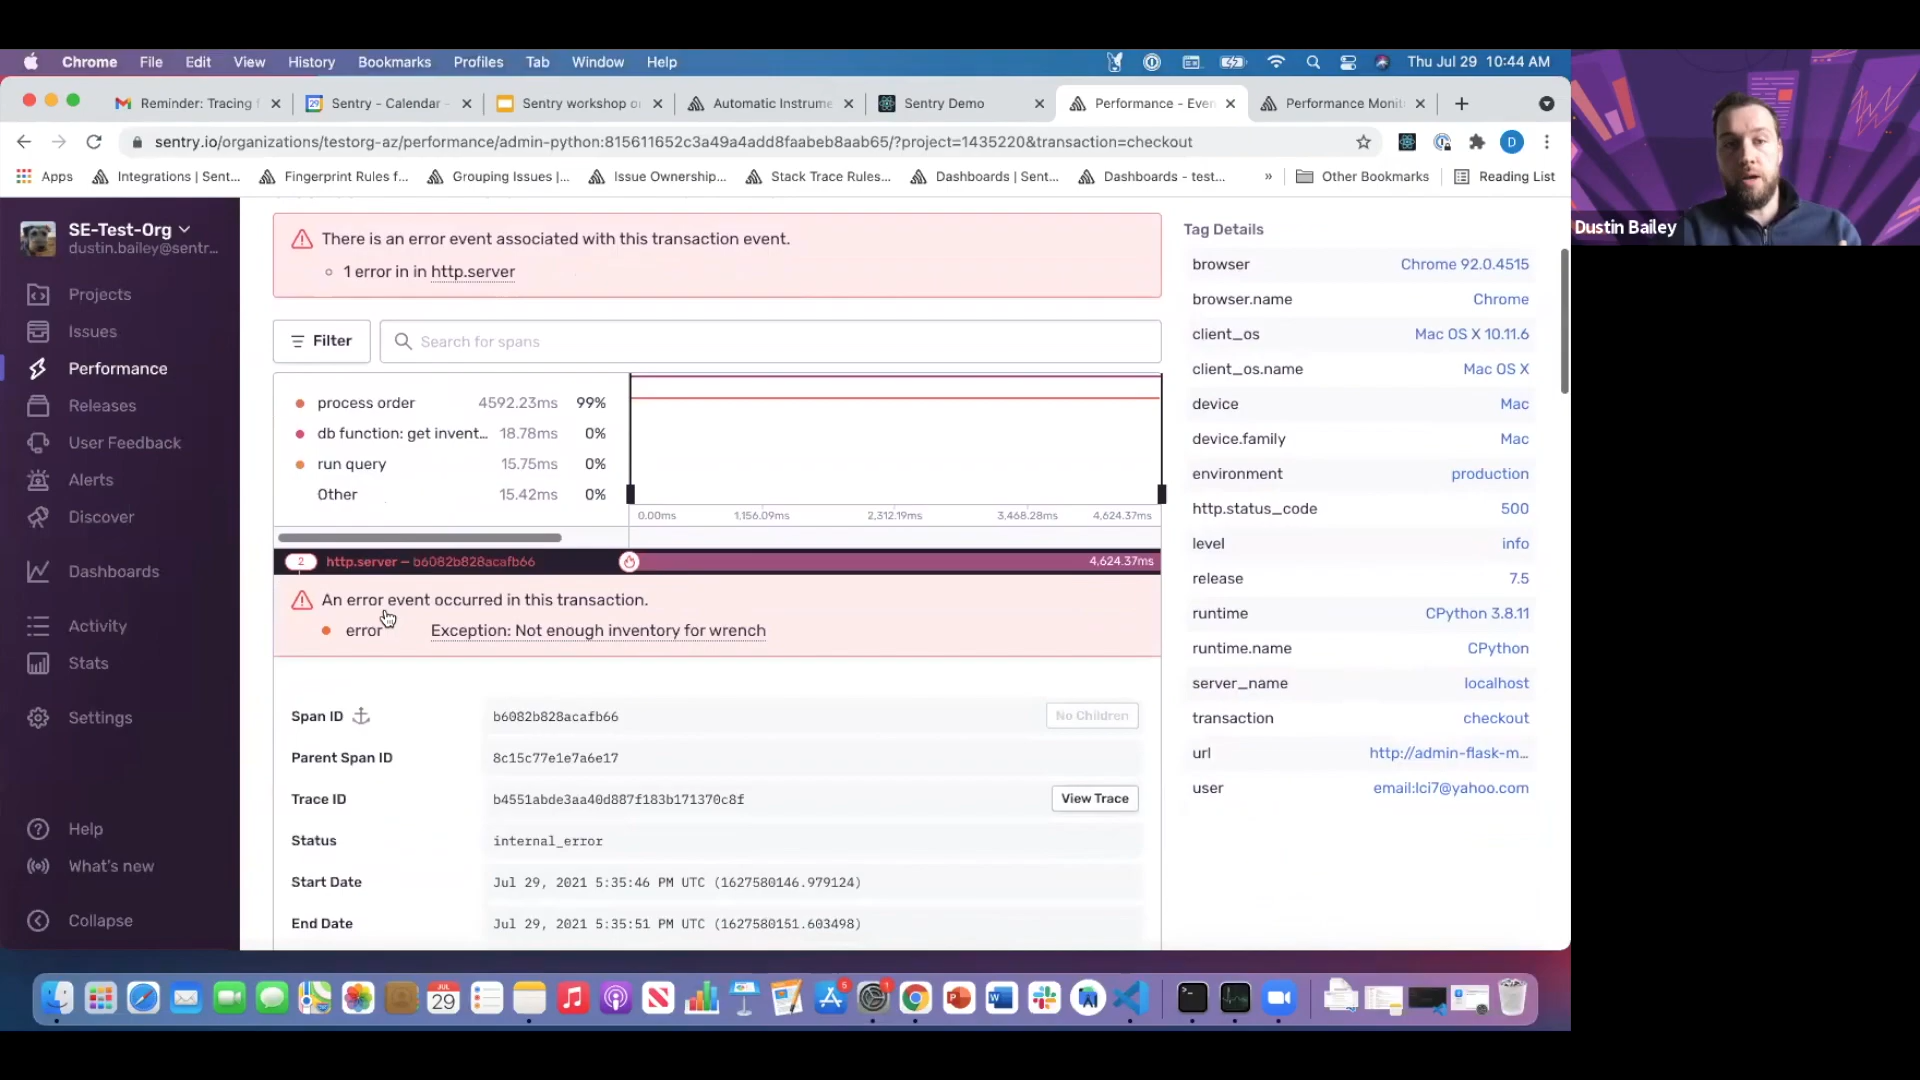 Chrome File Edit View History Bookmarks Profiles Tab Window Help Thu Jul 29 10:44 AM
Reminder: Tracing f Sentry - Calendar - Sentry workshop or Automatic Instrume Sentry Demo Performance - Even Performance Monit
sentry.io/organizations/testorg-az/performance/admin-python:815611652c3a49a4add8faabeb8aab65/?project=1435220&transaction=checkout D
Apps Integrations | Sent... Fingerprint Rules f... Grouping Issues |... Issue Ownership... Stack Trace Rules... Dashboards | Sent... Dashboards - test... » Other Bookmarks Reading List
Dustin Bailey
SE-Test-Org
dustin.bailey@sentr...
Projects
Issues
Performance
Releases
User Feedback
Alerts
Discover
Dashboards
Activity
Stats
Settings
Help
What's new
Collapse
There is an error event associated with this transaction event.
1 error in in http.server
Filter Search for spans
process order 4592.23ms 99%
db function: get invent... 18.78ms 0%
run query 15.75ms 0%
Other 15.42ms 0%
0.00ms 1,156.09ms 2,312.19ms 3,468.28ms 4,624.37ms
2 http.server — b6082b828acafb66 4,624.37ms
An error event occurred in this transaction.
error Exception: Not enough inventory for wrench
Span ID b6082b828acafb66 No Children
Parent Span ID 8c15c77e1e7a6e17
Trace ID b4551abde3aa40d887f183b171370c8f View Trace
Status internal_error
Start Date Jul 29, 2021 5:35:46 PM UTC (1627580146.979124)
End Date Jul 29, 2021 5:35:51 PM UTC (1627580151.603498)
Tag Details
browser Chrome 92.0.4515
browser.name Chrome
client_os Mac OS X 10.11.6
client_os.name Mac OS X
device Mac
device.family Mac
environment production
http.status_code 500
level info
release 7.5
runtime CPython 3.8.11
runtime.name CPython
server_name localhost
transaction checkout
url http://admin-flask-m...
user email:lci7@yahoo.com
JUL
29
5
1